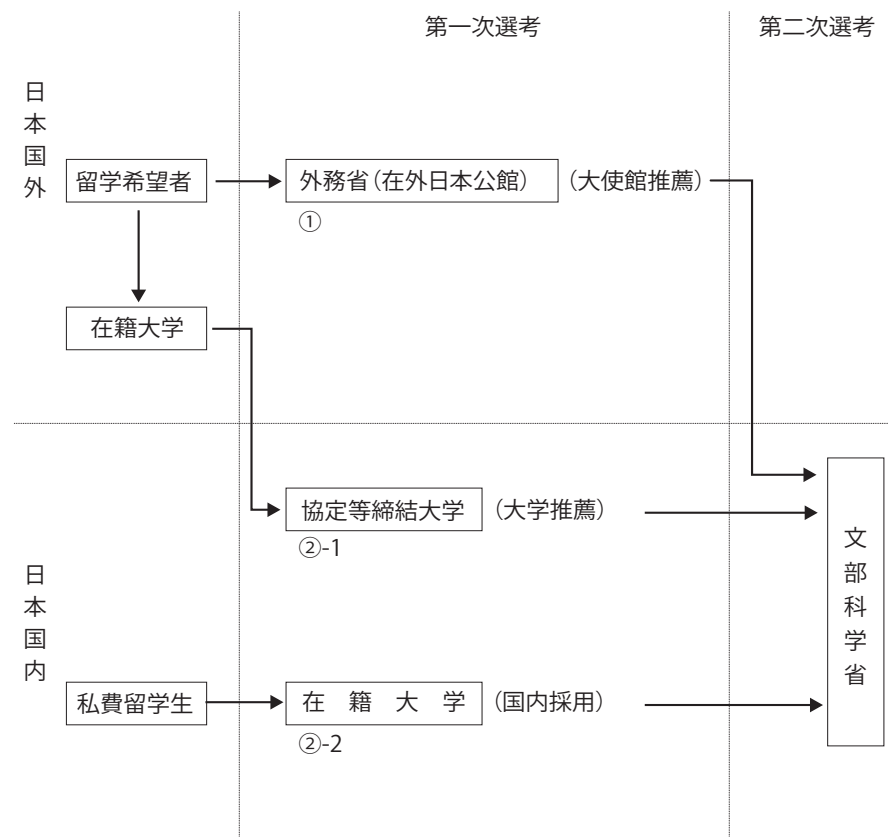 第一次選考
第二次選考
日本国外
留学希望者
外務省（在外日本公館）
（大使館推薦）
①
在籍大学
協定等締結大学
（大学推薦）
②-1
文部科学省
日本国内
私費留学生
在籍大学
（国内採用）
②-2